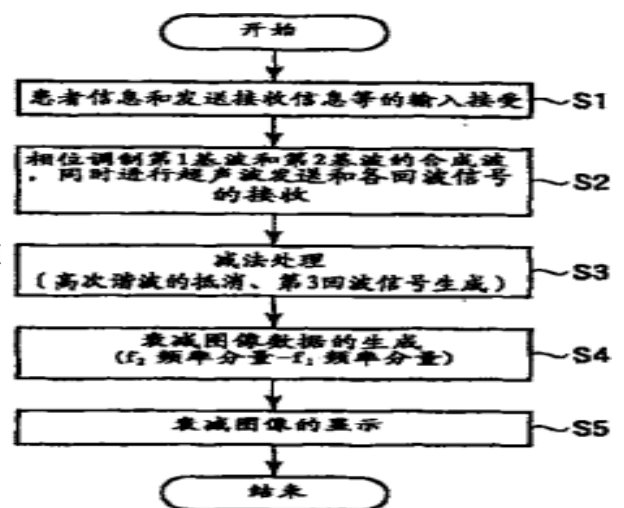 开始
患者信息和发送接收信息等的输入接受
S1
相位调制第1基波和第2基波的合成波
，同时进行超声波发送和各回波信号
的接收
S2
减法处理
（高次谐波的抵消、第3回波信号生成）
S3
衰减图像数据的生成
(f₂ 频率分量-f₁ 频率分量)
S4
衰减图像的显示
S5
结束